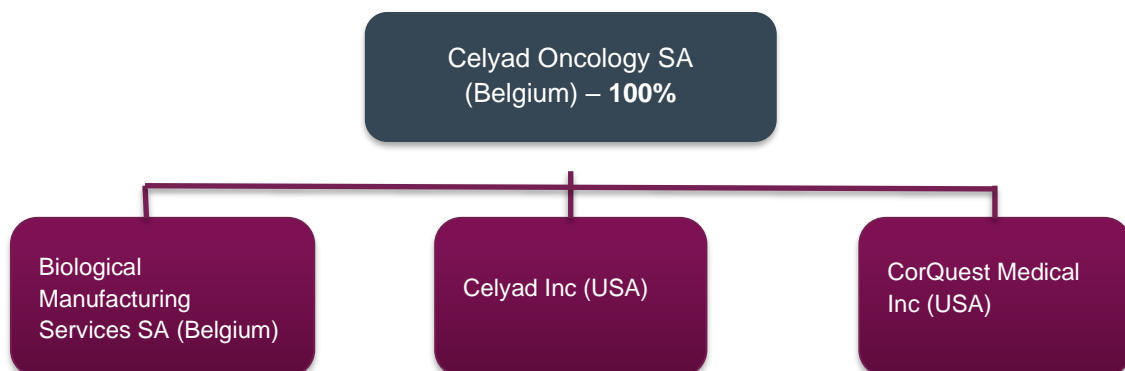 Celyad Oncology SA
(Belgium) – 100%
Biological
Manufacturing
Services SA (Belgium)
Celyad Inc (USA)
CorQuest Medical
Inc (USA)